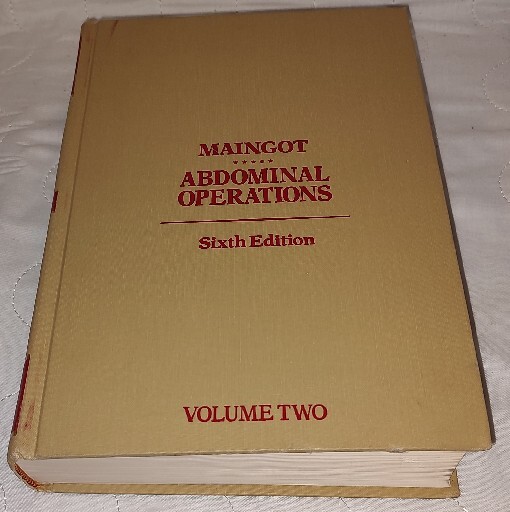 MAINGOT
★★★★★
ABDOMINAL
OPERATIONS
Sixth Edition
VOLUME TWO